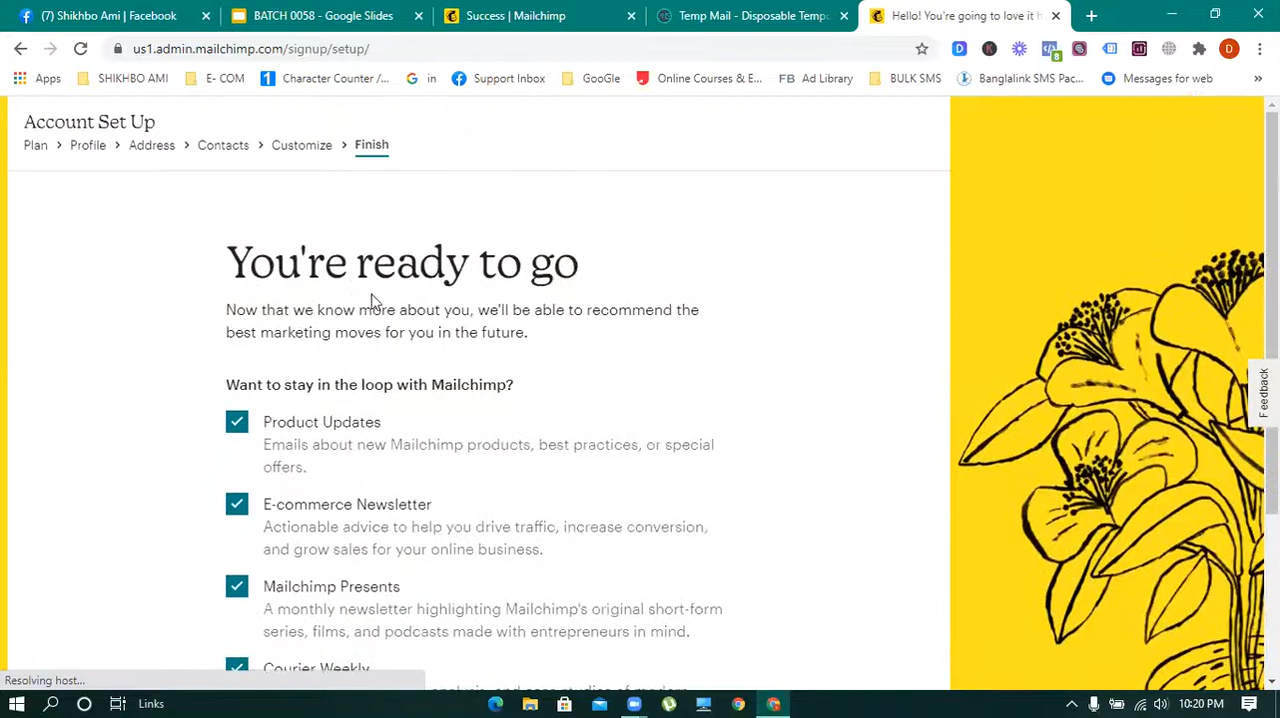 (7) Shikhbo Ami | Facebook
BATCH 0058 - Google Slides
Success | Mailchimp
Temp Mail - Disposable Tempo
Hello! You're going to love it h
us1.admin.mailchimp.com/signup/setup/
D
8
D
Apps
SHIKHBO AMI
E- COM
Character Counter /...
in
Support Inbox
GooGle
Online Courses & E...
FB Ad Library
BULK SMS
Banglalink SMS Pac...
Messages for web
Account Set Up
Plan > Profile > Address > Contacts > Customize > Finish
You're ready to go
Now that we know more about you, we'll be able to recommend the
best marketing moves for you in the future.
Want to stay in the loop with Mailchimp?
Product Updates
Emails about new Mailchimp products, best practices, or special
offers.
E-commerce Newsletter
Actionable advice to help you drive traffic, increase conversion,
and grow sales for your online business.
Mailchimp Presents
A monthly newsletter highlighting Mailchimp's original short-form
series, films, and podcasts made with entrepreneurs in mind.
Courier Weekly
Feedback
Resolving host...
Links
10:20 PM